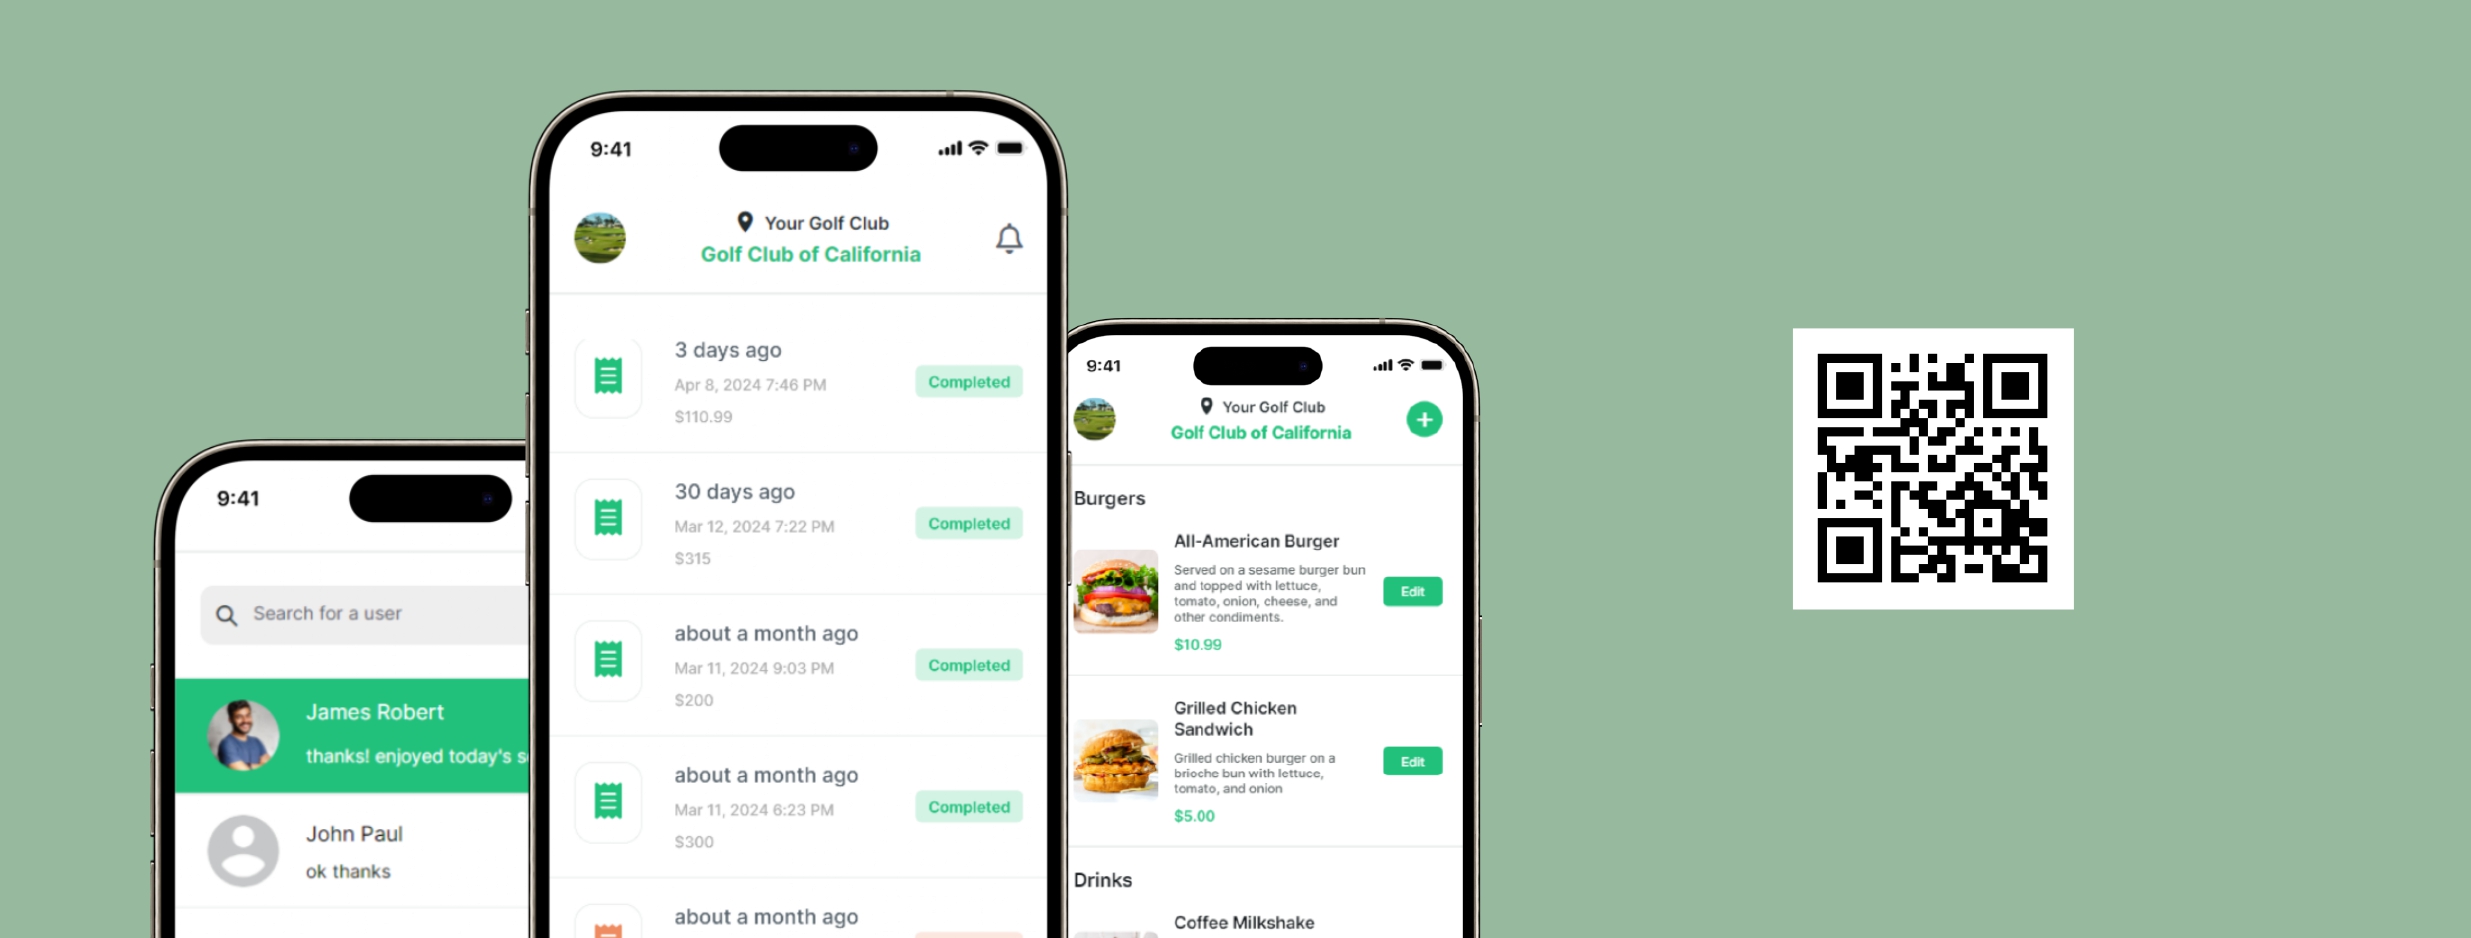 9:41
Search for a user
James Robert
thanks! enjoyed today's
John Paul
ok thanks
9:41
Your Golf Club
Golf Club of California
3 days ago
Apr 8, 2024 7:46 PM
$110.99
Completed
30 days ago
Mar 12, 2024 7:22 PM
$315
Completed
about a month ago
Mar 11, 2024 9:03 PM
$200
Completed
about a month ago
Mar 11, 2024 6:23 PM
$300
Completed
about a month ago
9:41
Your Golf Club
Golf Club of California
Burgers
All-American Burger
Served on a sesame burger bun
and topped with lettuce,
tomato, onion, cheese, and
other condiments.
$10.99
Edit
Grilled Chicken
Sandwich
Grilled chicken burger on a
brioche bun with lettuce,
tomato, and onion
$5.00
Edit
Drinks
Coffee Milkshake